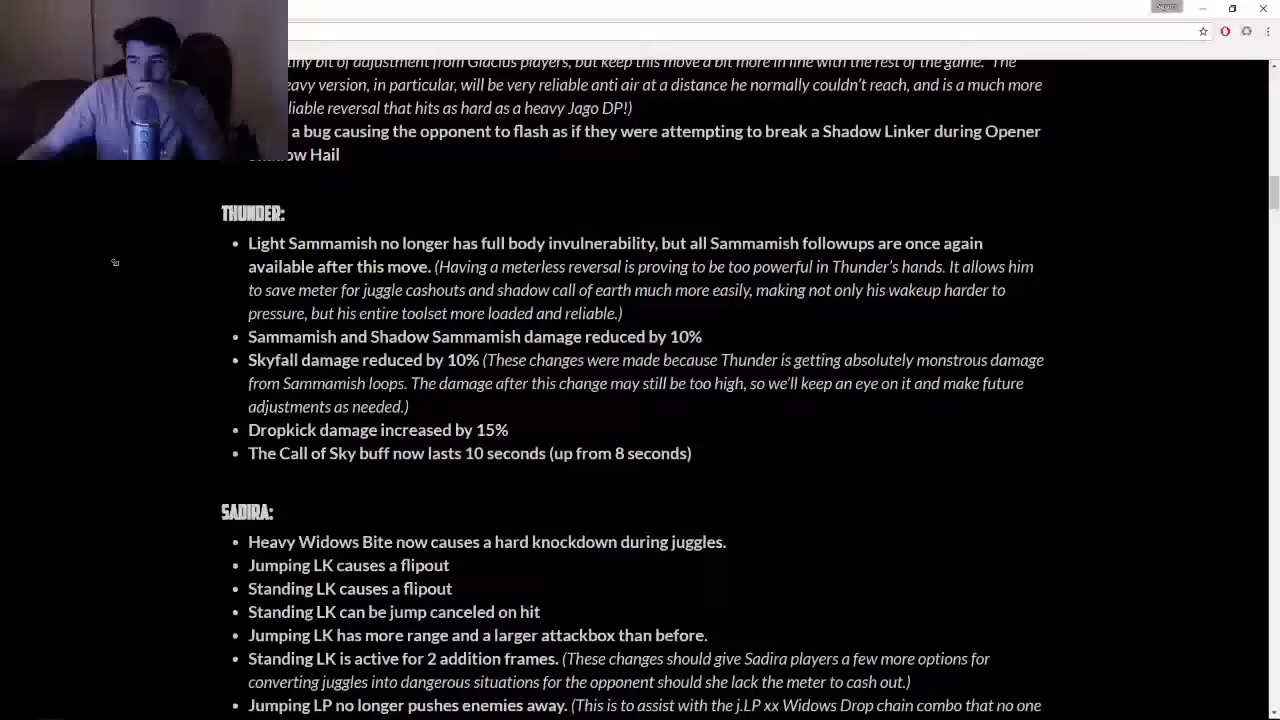 Sajam
tiny bit of adjustment from Glacius players, but keep this move a bit more in line with the rest of the game. The
heavy version, in particular, will be very reliable anti air at a distance he normally couldn't reach, and is a much more
liable reversal that hits as hard as a heavy Jago DP!)
a bug causing the opponent to flash as if they were attempting to break a Shadow Linker during Opener
Shadow Hail
THUNDER:
• Light Sammamish no longer has full body invulnerability, but all Sammamish followups are once again
available after this move. (Having a meterless reversal is proving to be too powerful in Thunder's hands. It allows him
to save meter for juggle cashouts and shadow call of earth much more easily, making not only his wakeup harder to
pressure, but his entire toolset more loaded and reliable.)
• Sammamish and Shadow Sammamish damage reduced by 10%
• Skyfall damage reduced by 10% (These changes were made because Thunder is getting absolutely monstrous damage
from Sammamish loops. The damage after this change may still be too high, so we'll keep an eye on it and make future
adjustments as needed.)
• Dropkick damage increased by 15%
• The Call of Sky buff now lasts 10 seconds (up from 8 seconds)
SADIRA:
• Heavy Widows Bite now causes a hard knockdown during juggles.
• Jumping LK causes a flipout
• Standing LK causes a flipout
• Standing LK can be jump canceled on hit
• Jumping LK has more range and a larger attackbox than before.
• Standing LK is active for 2 addition frames. (These changes should give Sadira players a few more options for
converting juggles into dangerous situations for the opponent should she lack the meter to cash out.)
• Jumping LP no longer pushes enemies away. (This is to assist with the j.LP xx Widows Drop chain combo that no one